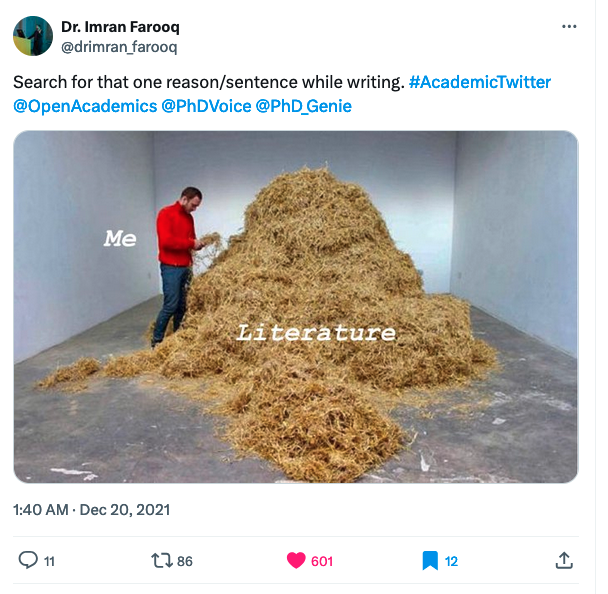 Dr. Imran Farooq
@drimran_farooq
Search for that one reason/sentence while writing. #AcademicTwitter
@OpenAcademics @PhDVoice @PhD_Genie
Me
Literature
1:40 AM · Dec 20, 2021
11 86 601 12